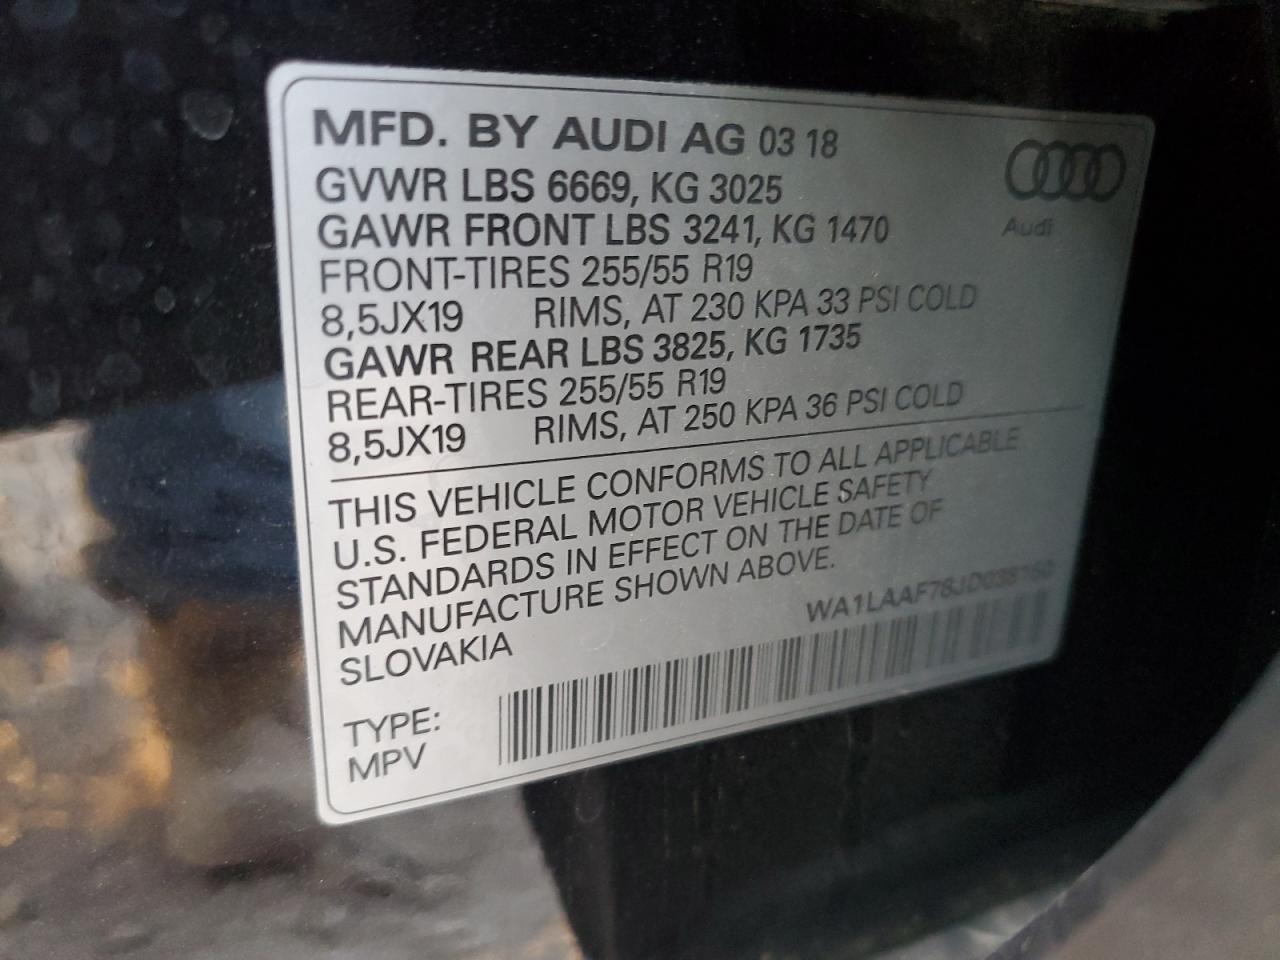 MFD. BY AUDI AG 03 18
GVWR LBS 6669, KG 3025
GAWR FRONT LBS 3241, KG 1470
FRONT-TIRES 255/55 R19
8,5JX19 RIMS, AT 230 KPA 33 PSI COLD
GAWR REAR LBS 3825, KG 1735
REAR-TIRES 255/55 R19
8,5JX19 RIMS, AT 250 KPA 36 PSI COLD
Audi
THIS VEHICLE CONFORMS TO ALL APPLICABLE
U.S. FEDERAL MOTOR VEHICLE SAFETY
STANDARDS IN EFFECT ON THE DATE OF
MANUFACTURE SHOWN ABOVE.
SLOVAKIA
TYPE:
MPV